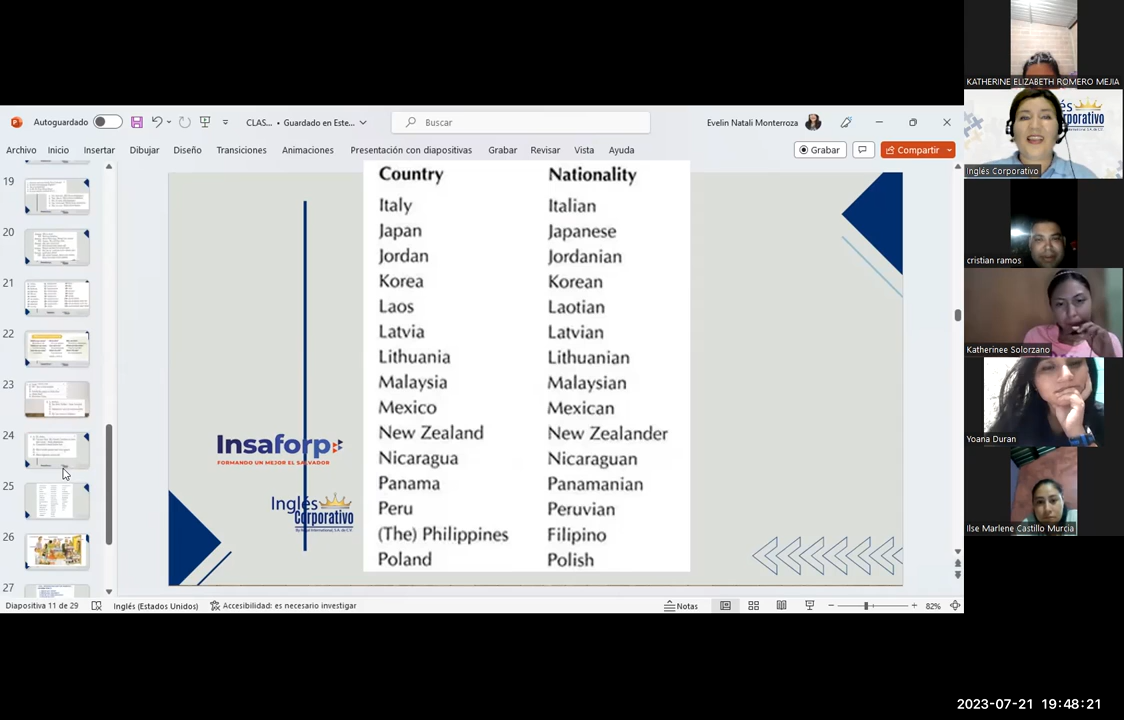 Autoguardado
CLAS... • Guardado en Este...
Buscar
Evelin Natali Monterroza
Archivo Inicio Insertar Dibujar Diseño Transiciones Animaciones Presentación con diapositivas Grabar Revisar Vista Ayuda
Grabar
Compartir
19
20
21
22
23
24
25
26
27
Country Nationality
Italy Italian
Japan Japanese
Jordan Jordanian
Korea Korean
Laos Laotian
Latvia Latvian
Lithuania Lithuanian
Malaysia Malaysian
Mexico Mexican
New Zealand New Zealander
Nicaragua Nicaraguan
Panama Panamanian
Peru Peruvian
(The) Philippines Filipino
Poland Polish
Insaforp
FORMANDO UN MEJOR EL SALVADOR
Inglés
Corporativo
Diapositiva 11 de 29
Inglés (Estados Unidos)
Accesibilidad: es necesario investigar
Notas
82%
KATHERINE ELIZABETH ROMERO MEJIA
Inglés Corporativo
cristian ramos
Katherinee Solorzano
Yoana Duran
Ilse Marlene Castillo Murcia
2023-07-21 19:48:21